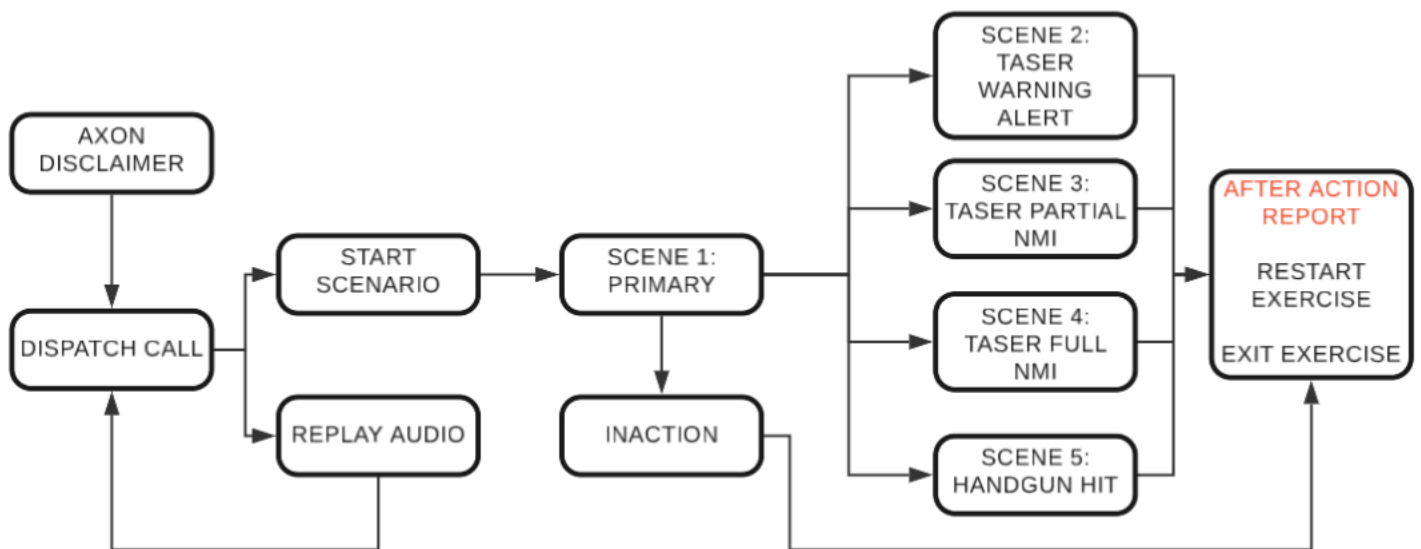 AXON
DISCLAIMER
DISPATCH CALL
START
SCENARIO
REPLAY AUDIO
SCENE 1:
PRIMARY
INACTION
SCENE 2:
TASER
WARNING
ALERT
SCENE 3:
TASER PARTIAL
NMI
SCENE 4:
TASER FULL
NMI
SCENE 5:
HANDGUN HIT
AFTER ACTION
REPORT
RESTART
EXERCISE
EXIT EXERCISE